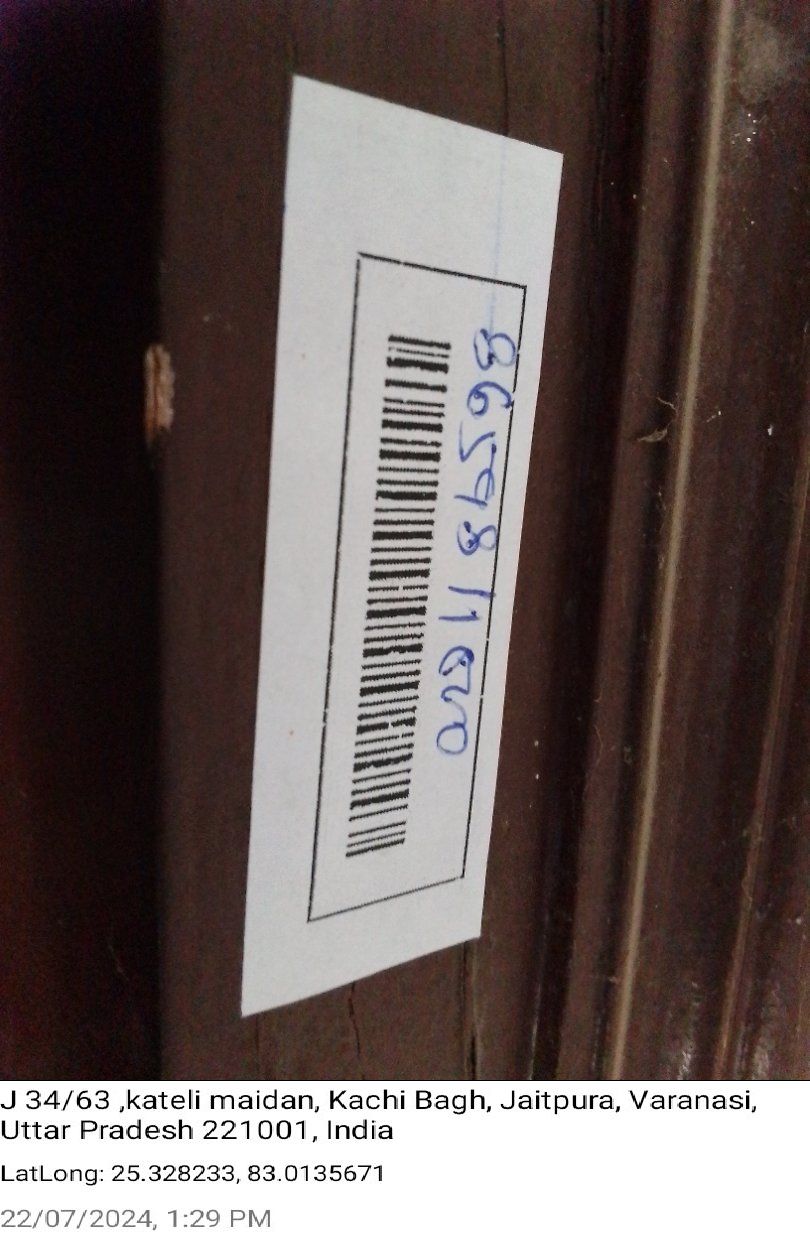 8654811020
J 34/63 ,kateli maidan, Kachi Bagh, Jaitpura, Varanasi,
Uttar Pradesh 221001, India
LatLong: 25.328233, 83.0135671
22/07/2024, 1:29 PM